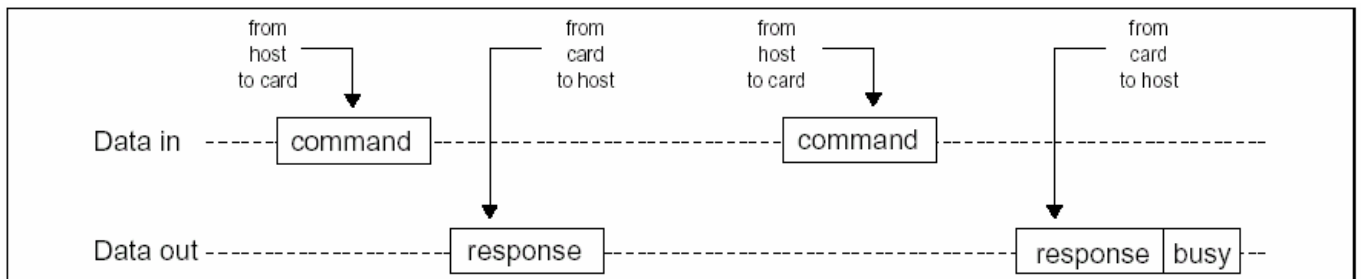 from
host
to card
from
card
to host
from
host
to card
from
card
to host
Data in
command
command
Data out
response
response
busy